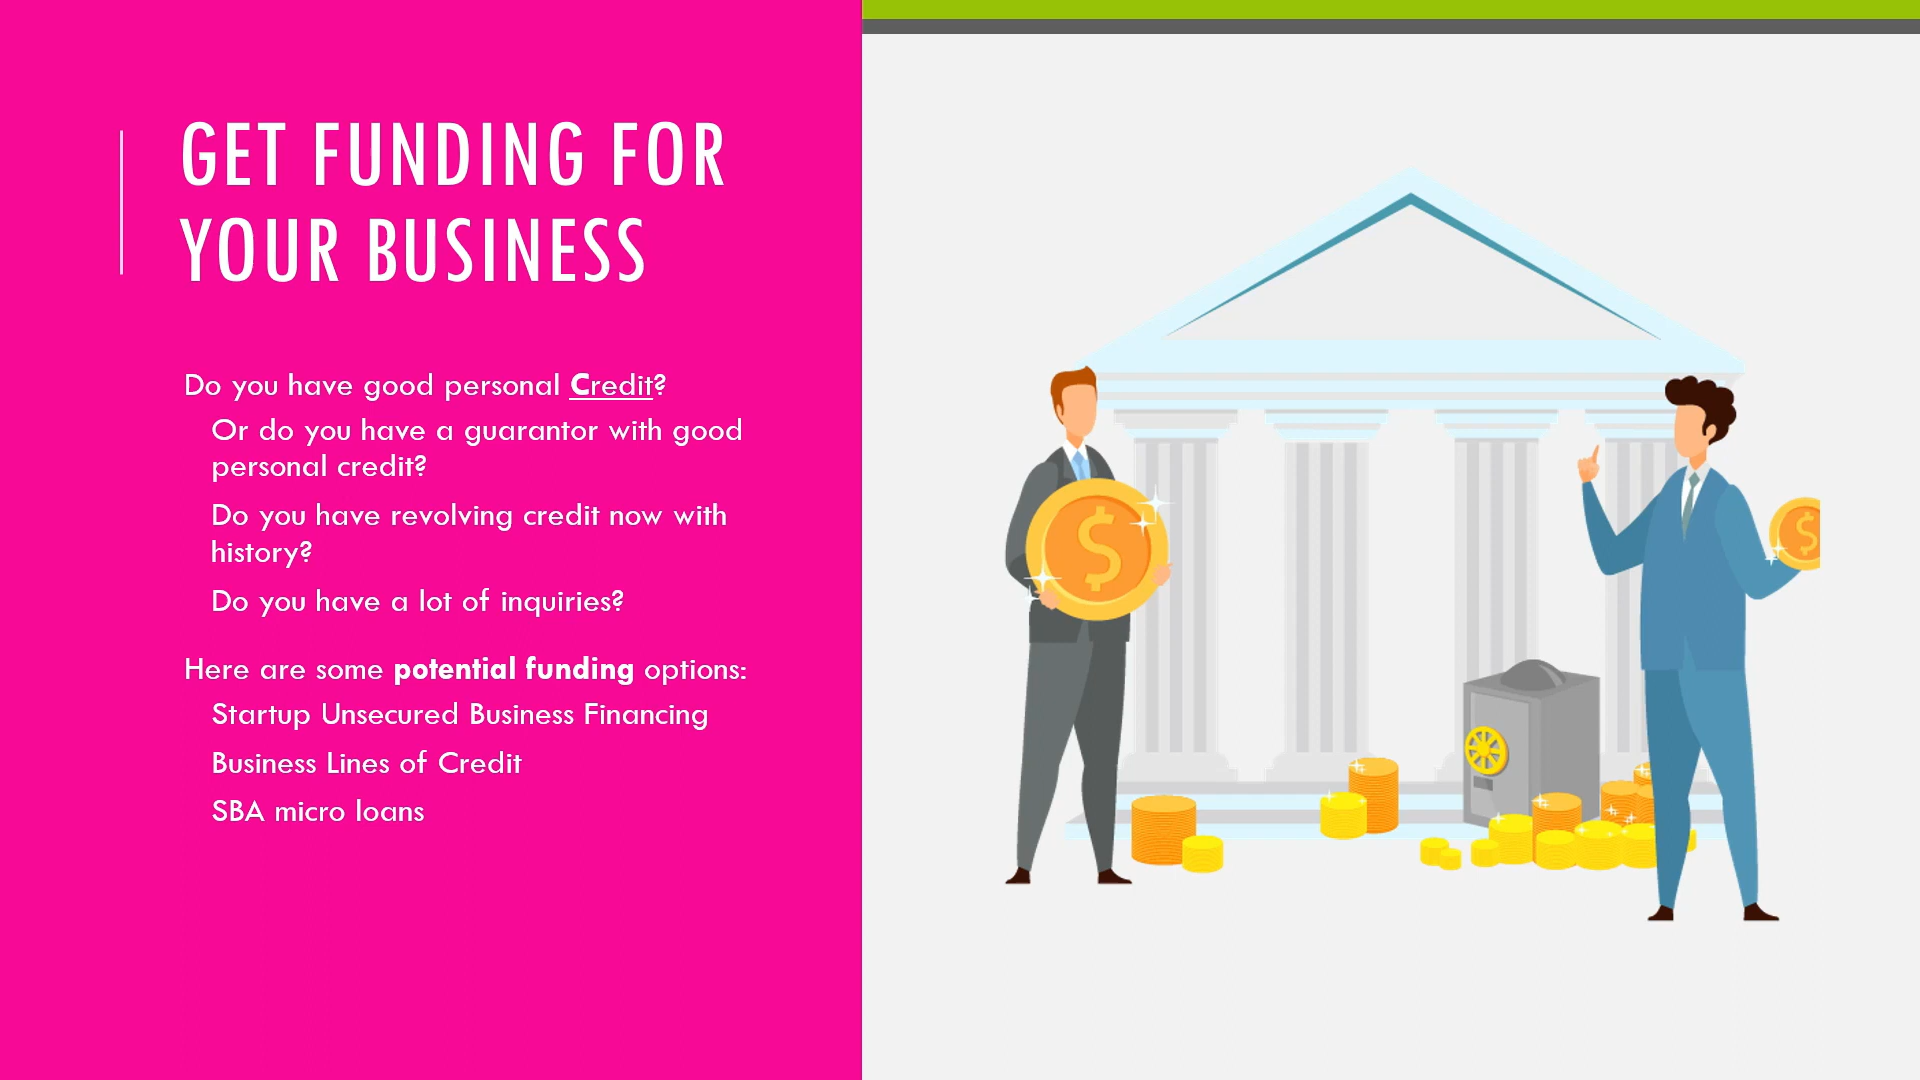 GET FUNDING FOR
YOUR BUSINESS
Do you have good personal Credit?
Or do you have a guarantor with good
personal credit?
Do you have revolving credit now with
history?
Do you have a lot of inquiries?
Here are some potential funding options:
Startup Unsecured Business Financing
Business Lines of Credit
SBA micro loans
$
$